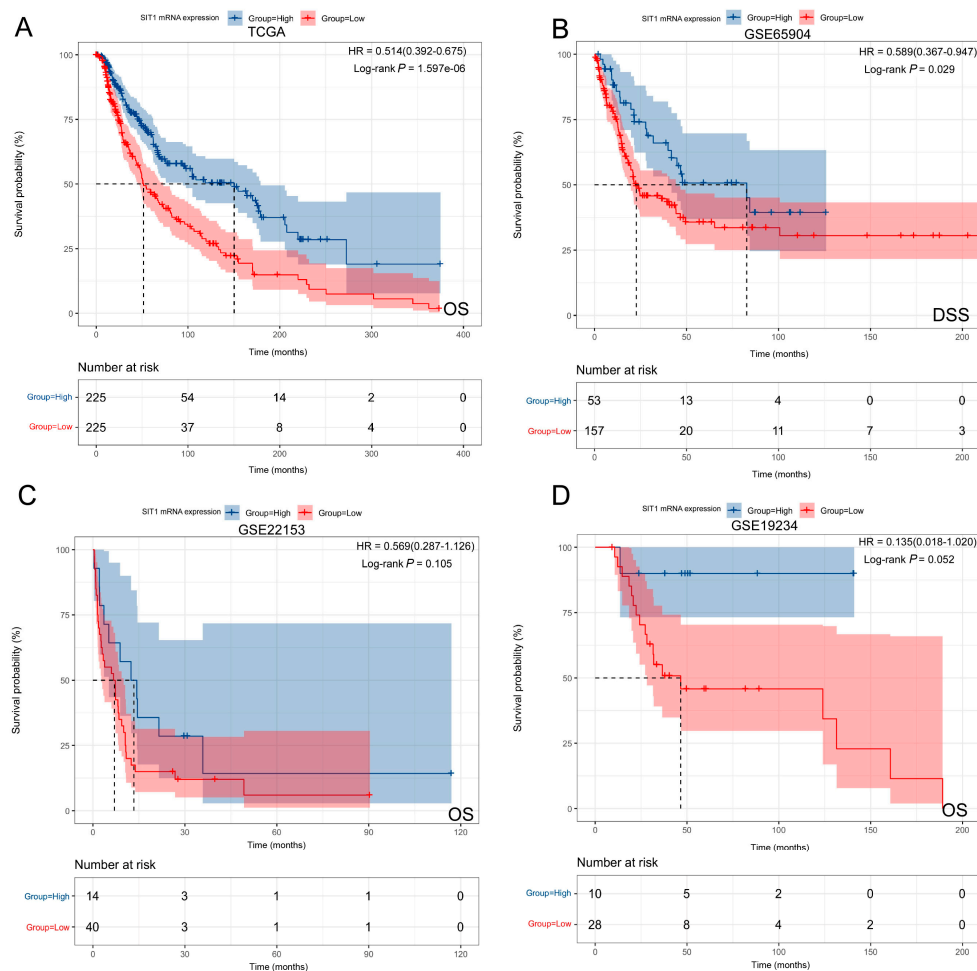 A
SIT1 mRNA expression Group=High Group=Low
TCGA
HR = 0.514(0.392-0.675)
Log-rank P = 1.597e-06
Survival probability (%)
100
75
50
25
0
OS
0 100 200 300 400
Time (months)
Number at risk
Group=High 225 54 14 2 0
Group=Low 225 37 8 4 0
0 100 200 300 400
Time (months)
B
SIT1 mRNA expression Group=High Group=Low
GSE65904
HR = 0.589(0.367-0.947)
Log-rank P = 0.029
Survival probability (%)
100
75
50
25
0
DSS
0 50 100 150 200
Time (months)
Number at risk
Group=High 53 13 4 0 0
Group=Low 157 20 11 7 3
0 50 100 150 200
Time (months)
C
SIT1 mRNA expression Group=High Group=Low
GSE22153
HR = 0.569(0.287-1.126)
Log-rank P = 0.105
Survival probability (%)
100
75
50
25
0
OS
0 30 60 90 120
Time (months)
Number at risk
Group=High 14 3 1 1 0
Group=Low 40 3 1 1 0
0 30 60 90 120
Time (months)
D
SIT1 mRNA expression Group=High Group=Low
GSE19234
HR = 0.135(0.018-1.020)
Log-rank P = 0.052
Survival probability (%)
100
75
50
25
0
OS
0 50 100 150 200
Time (months)
Number at risk
Group=High 10 5 2 0 0
Group=Low 28 8 4 2 0
0 50 100 150 200
Time (months)